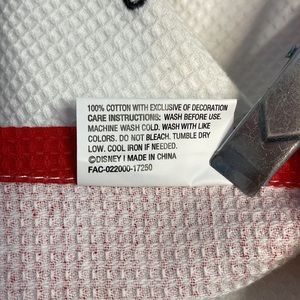 100% COTTON WITH EXCLUSIVE OF DECORATION
CARE INSTRUCTIONS: WASH BEFORE USE.
MACHINE WASH COLD. WASH WITH LIKE
COLORS. DO NOT BLEACH. TUMBLE DRY
LOW. COOL IRON IF NEEDED.
©DISNEY I MADE IN CHINA
FAC-022000-17250